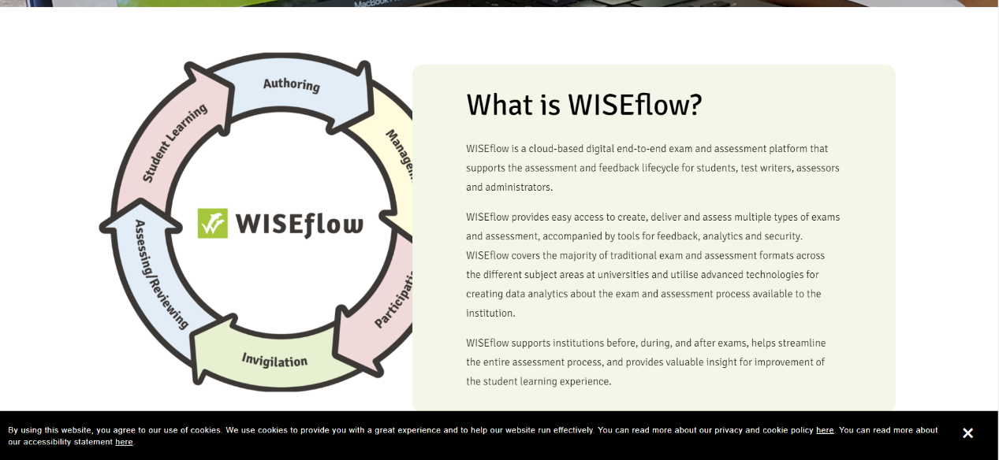 MacBook Pro
Authoring
Student Learning
WISEflow
Assessing/Reviewing
Invigilation
What is WISEflow?
WISEflow is a cloud-based digital end-to-end exam and assessment platform that
supports the assessment and feedback lifecycle for students, test writers, assessors
and administrators.
WISEflow provides easy access to create, deliver and assess multiple types of exams
and assessment, accompanied by tools for feedback, analytics and security.
WISEflow covers the majority of traditional exam and assessment formats across
the different subject areas at universities and utilise advanced technologies for
creating data analytics about the exam and assessment process available to the
institution.
WISEflow supports institutions before, during, and after exams, helps streamline
the entire assessment process, and provides valuable insight for improvement of
the student learning experience.
By using this website, you agree to our use of cookies. We use cookies to provide you with a great experience and to help our website run effectively. You can read more about our privacy and cookie policy here. You can read more about
our accessibility statement here.